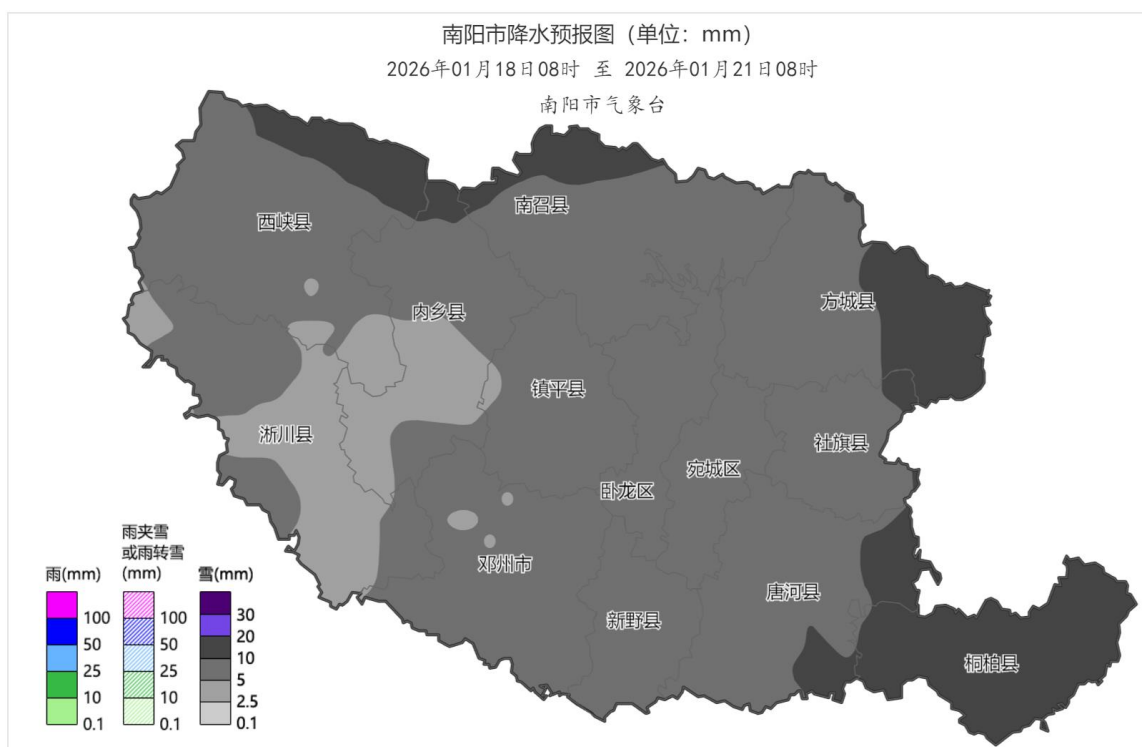 南阳市降水预报图（单位：mm）
2026年01月18日08时 至 2026年01月21日08时
南阳市气象台
西峡县
南召县
内乡县
方城县
镇平县
淅川县
社旗县
宛城区
卧龙区
邓州市
唐河县
新野县
桐柏县
雨(mm)
100
50
25
10
0.1
雨夹雪
或雨转雪
(mm)
100
50
25
10
0.1
雪(mm)
30
20
10
5
2.5
0.1